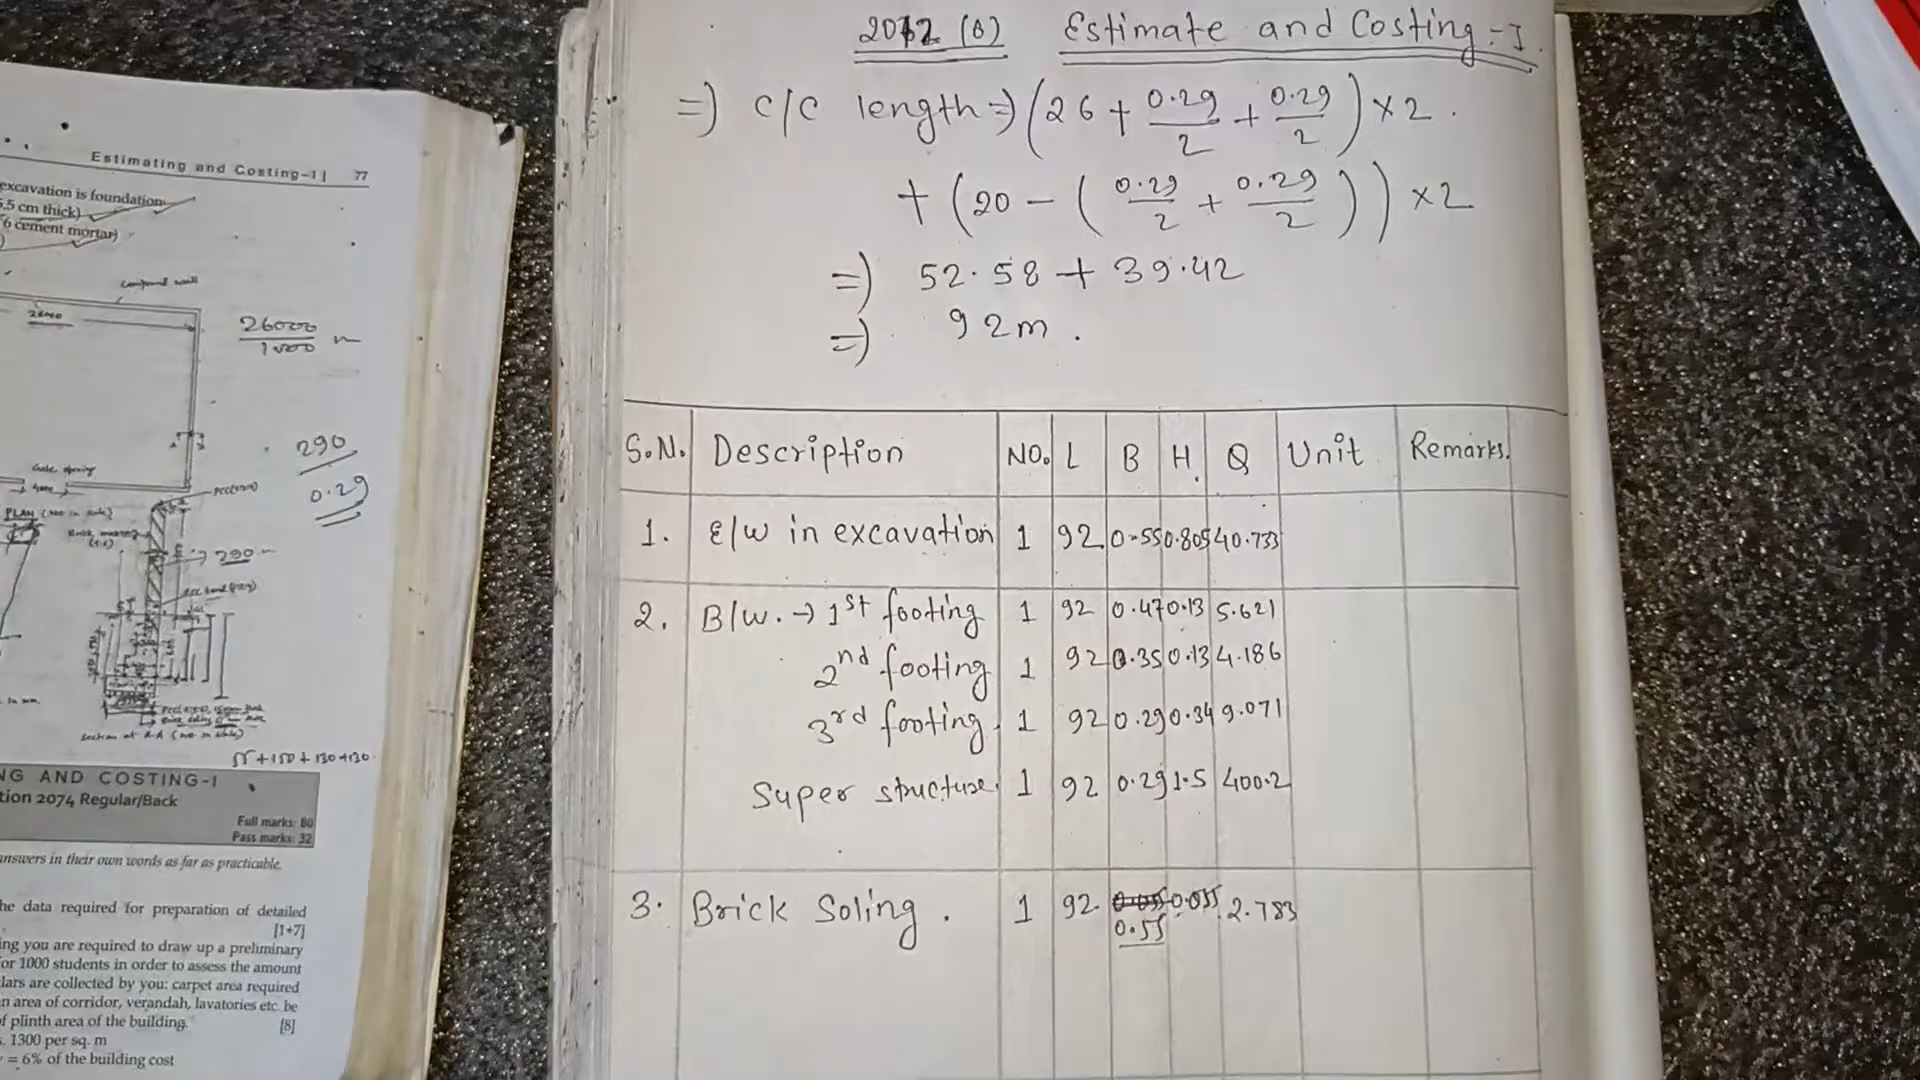 Estimating and Costing-I | 77
excavation is foundation
.5 cm thick)
6 cement mortar)
26000
1000
Gate opening
PLAN
290
0.29
290
55+150+130+130
NG AND COSTING-I
tion 2074 Regular/Back
Full marks: 80
Pass marks: 32
answers in their own words as far as practicable.
he data required for preparation of detailed
[1+7]
ing you are required to draw up a preliminary
or 1000 students in order to assess the amount
lars are collected by you: carpet area required
n area of corridor, verandah, lavatories etc. be
of plinth area of the building. [8]
. 1300 per sq. m
= 6% of the building cost
2072 (B) Estimate and Costing-I.
=) c/c length =) (26 + 0.29/2 + 0.29/2) × 2.
+ (20 - (0.29/2 + 0.29/2)) × 2
=) 52.58 + 39.42
=) 92m.
S.N. Description NO. L B H. Q Unit Remarks.
1. E/W in excavation 1 92 0.55 0.805 40.733
2. B/W. → 1st footing 1 92 0.47 0.13 5.621
2nd footing 1 92 0.35 0.13 4.186
3rd footing. 1 92 0.29 0.34 9.071
Super structure. 1 92 0.29 1.5 400.2
3. Brick Soling. 1 92 0.055 2.783
0.55